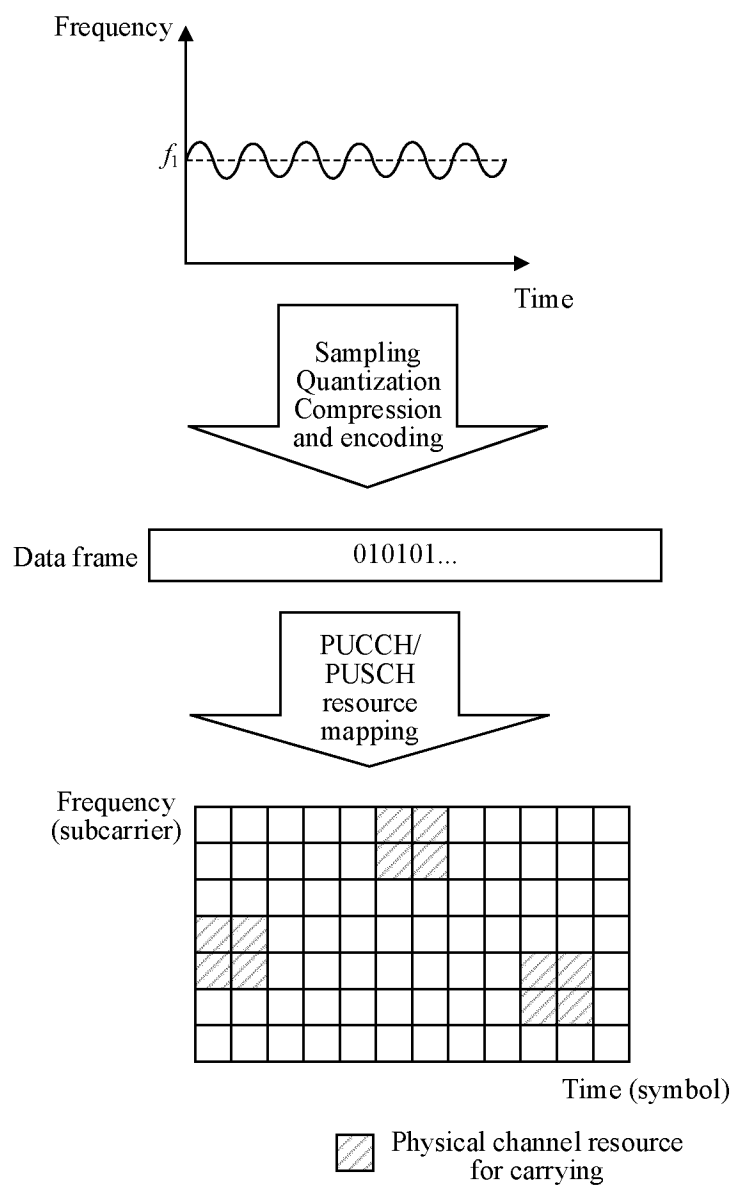 Frequency
f1
Time
Sampling
Quantization
Compression
and encoding
Data frame
010101...
PUCCH/
PUSCH
resource
mapping
Frequency
(subcarrier)
Time (symbol)
Physical channel resource
for carrying